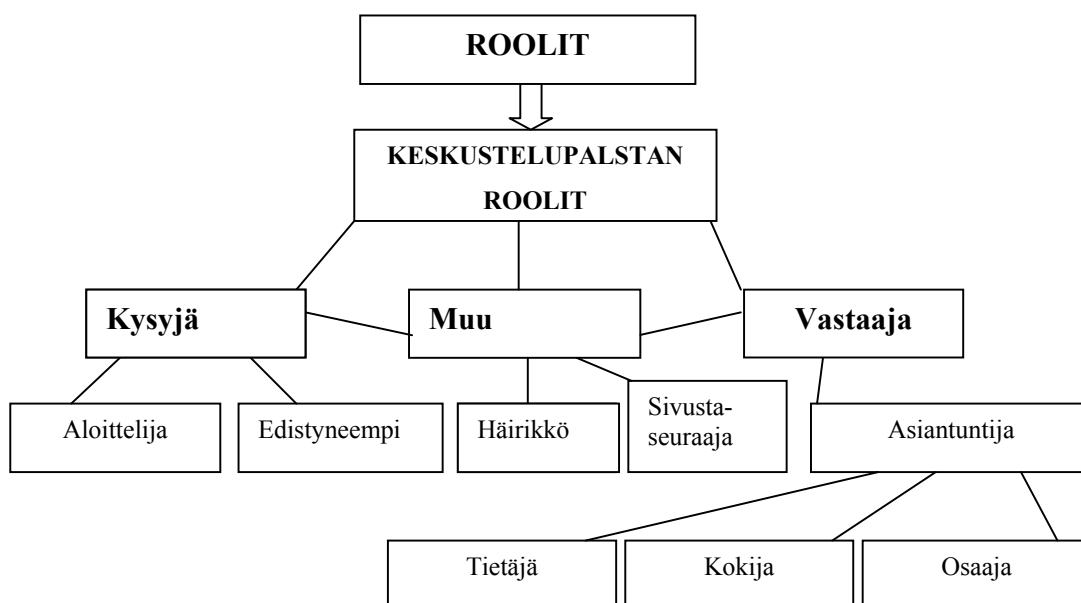 ROOLIT
KESKUSTELUPALSTAN
ROOLIT
Kysyjä
Muu
Vastaaja
Aloittelija
Edistyneempi
Häirikkö
Sivusta-
seuraaja
Asiantuntija
Tietäjä
Kokija
Osaaja